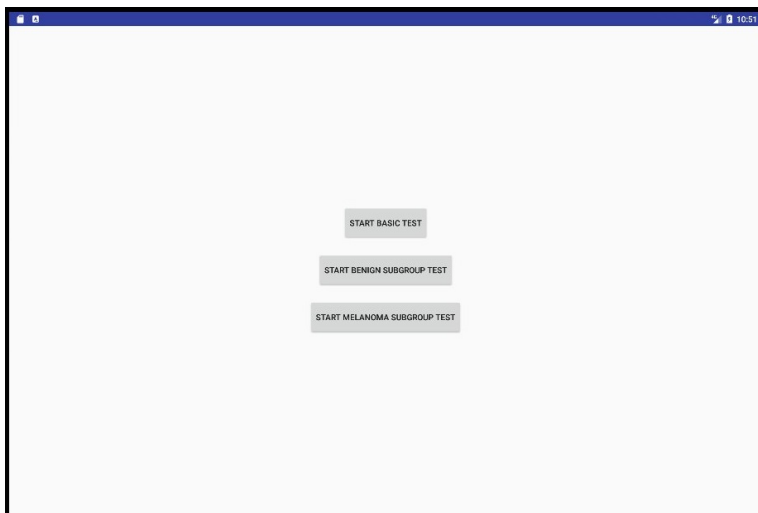 10:51
START BASIC TEST
START BENIGN SUBGROUP TEST
START MELANOMA SUBGROUP TEST